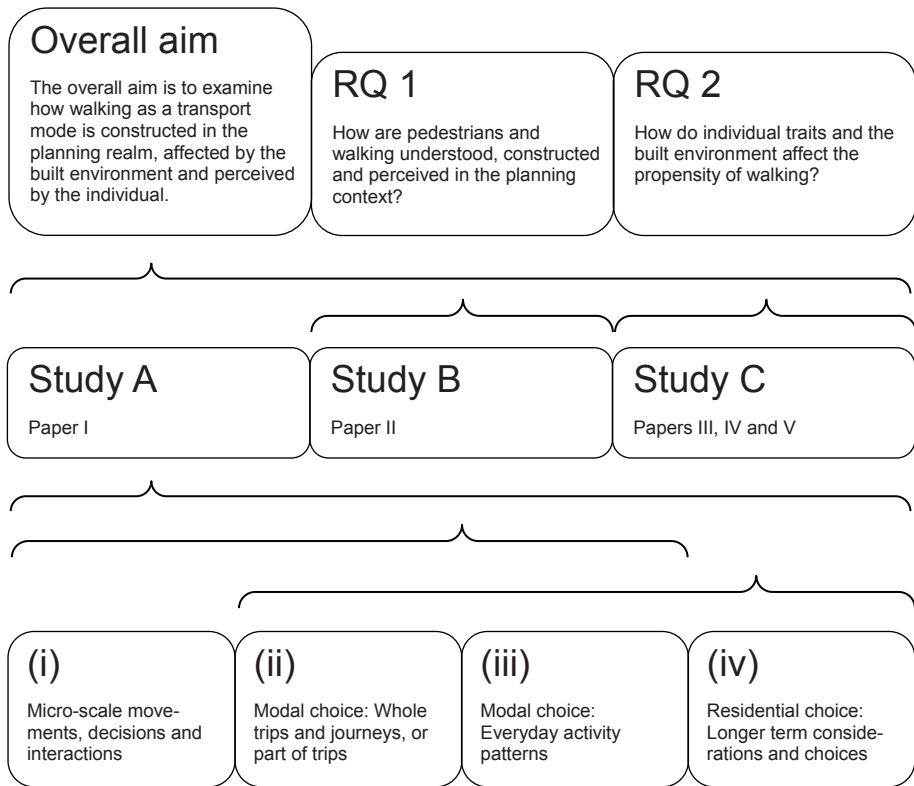 Overall aim
The overall aim is to examine
how walking as a transport
mode is constructed in the
planning realm, affected by the
built environment and perceived
by the individual.
RQ 1
How are pedestrians and
walking understood, constructed
and perceived in the planning
context?
RQ 2
How do individual traits and the
built environment affect the
propensity of walking?
Study A
Paper I
Study B
Paper II
Study C
Papers III, IV and V
(i)
Micro-scale move-
ments, decisions and
interactions
(ii)
Modal choice: Whole
trips and journeys, or
part of trips
(iii)
Modal choice:
Everyday activity
patterns
(iv)
Residential choice:
Longer term conside-
rations and choices